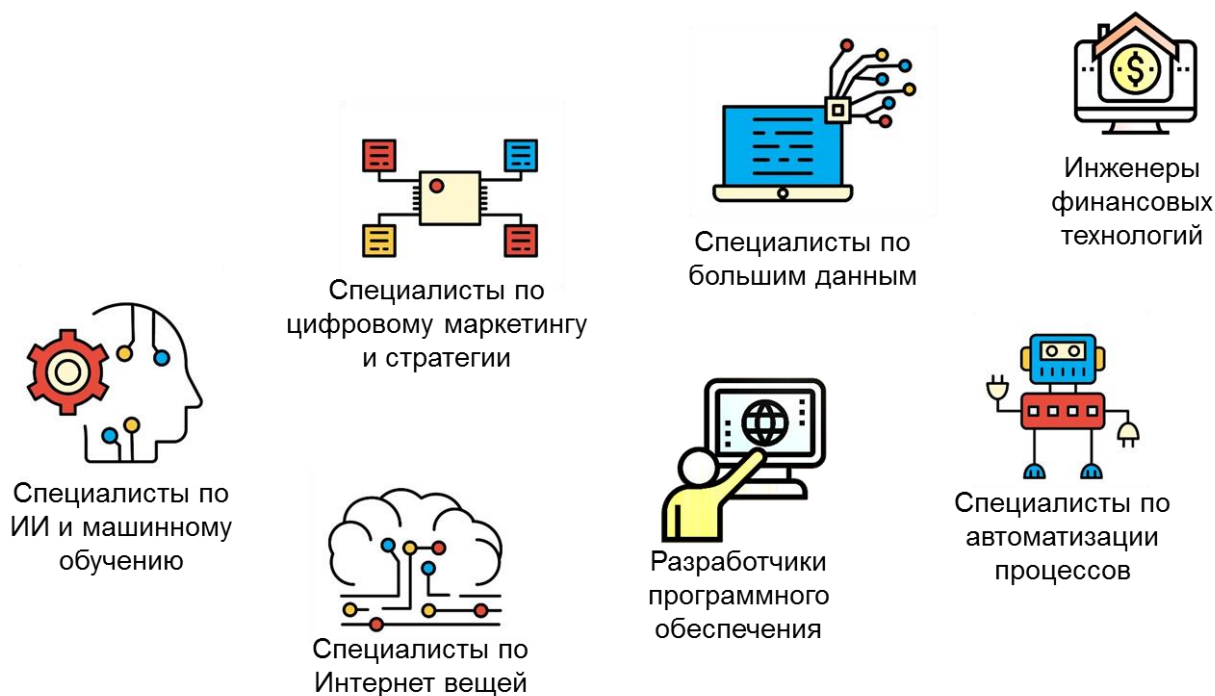 Инженеры
финансовых
технологий
Специалисты по
большим данным
Специалисты по
цифровому маркетингу
и стратегии
Специалисты по
ИИ и машинному
обучению
Специалисты по
автоматизации
процессов
Разработчики
программного
обеспечения
Специалисты по
Интернет вещей